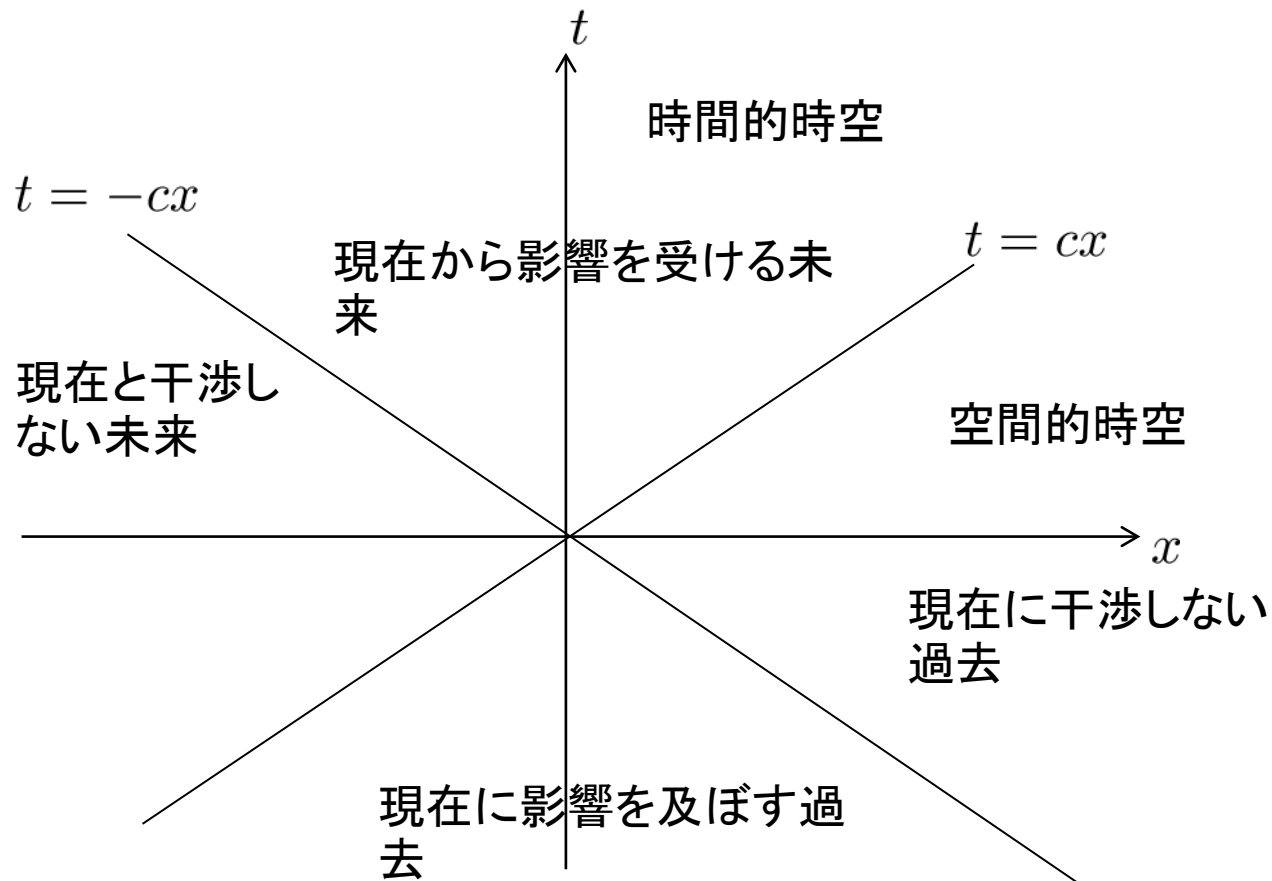 t
時間的時空
t = −cx
t = cx
現在から影響を受ける未
来
現在と干渉し
ない未来
空間的時空
x
現在に干渉しない
過去
現在に影響を及ぼす過
去